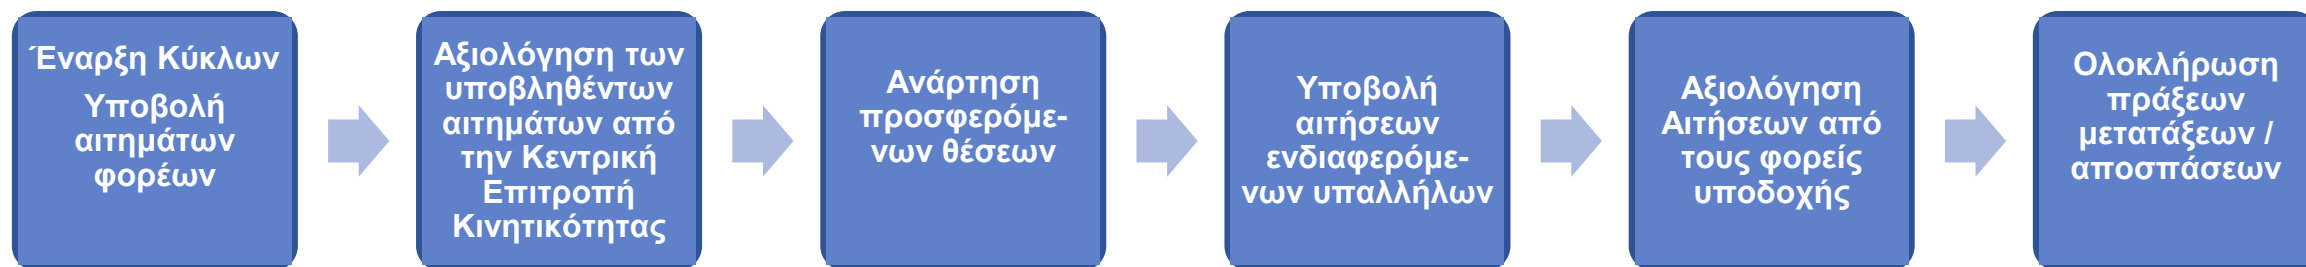 Έναρξη Κύκλων
Υποβολή
αιτημάτων
φορέων
Αξιολόγηση των
υποβληθέντων
αιτημάτων από
την Κεντρική
Επιτροπή
Κινητικότητας
Ανάρτηση
προσφερόμε-
νων θέσεων
Υποβολή
αιτήσεων
ενδιαφερόμε-
νων υπαλλήλων
Αξιολόγηση
Αιτήσεων από
τους φορείς
υποδοχής
Ολοκλήρωση
πράξεων
μετατάξεων /
αποσπάσεων